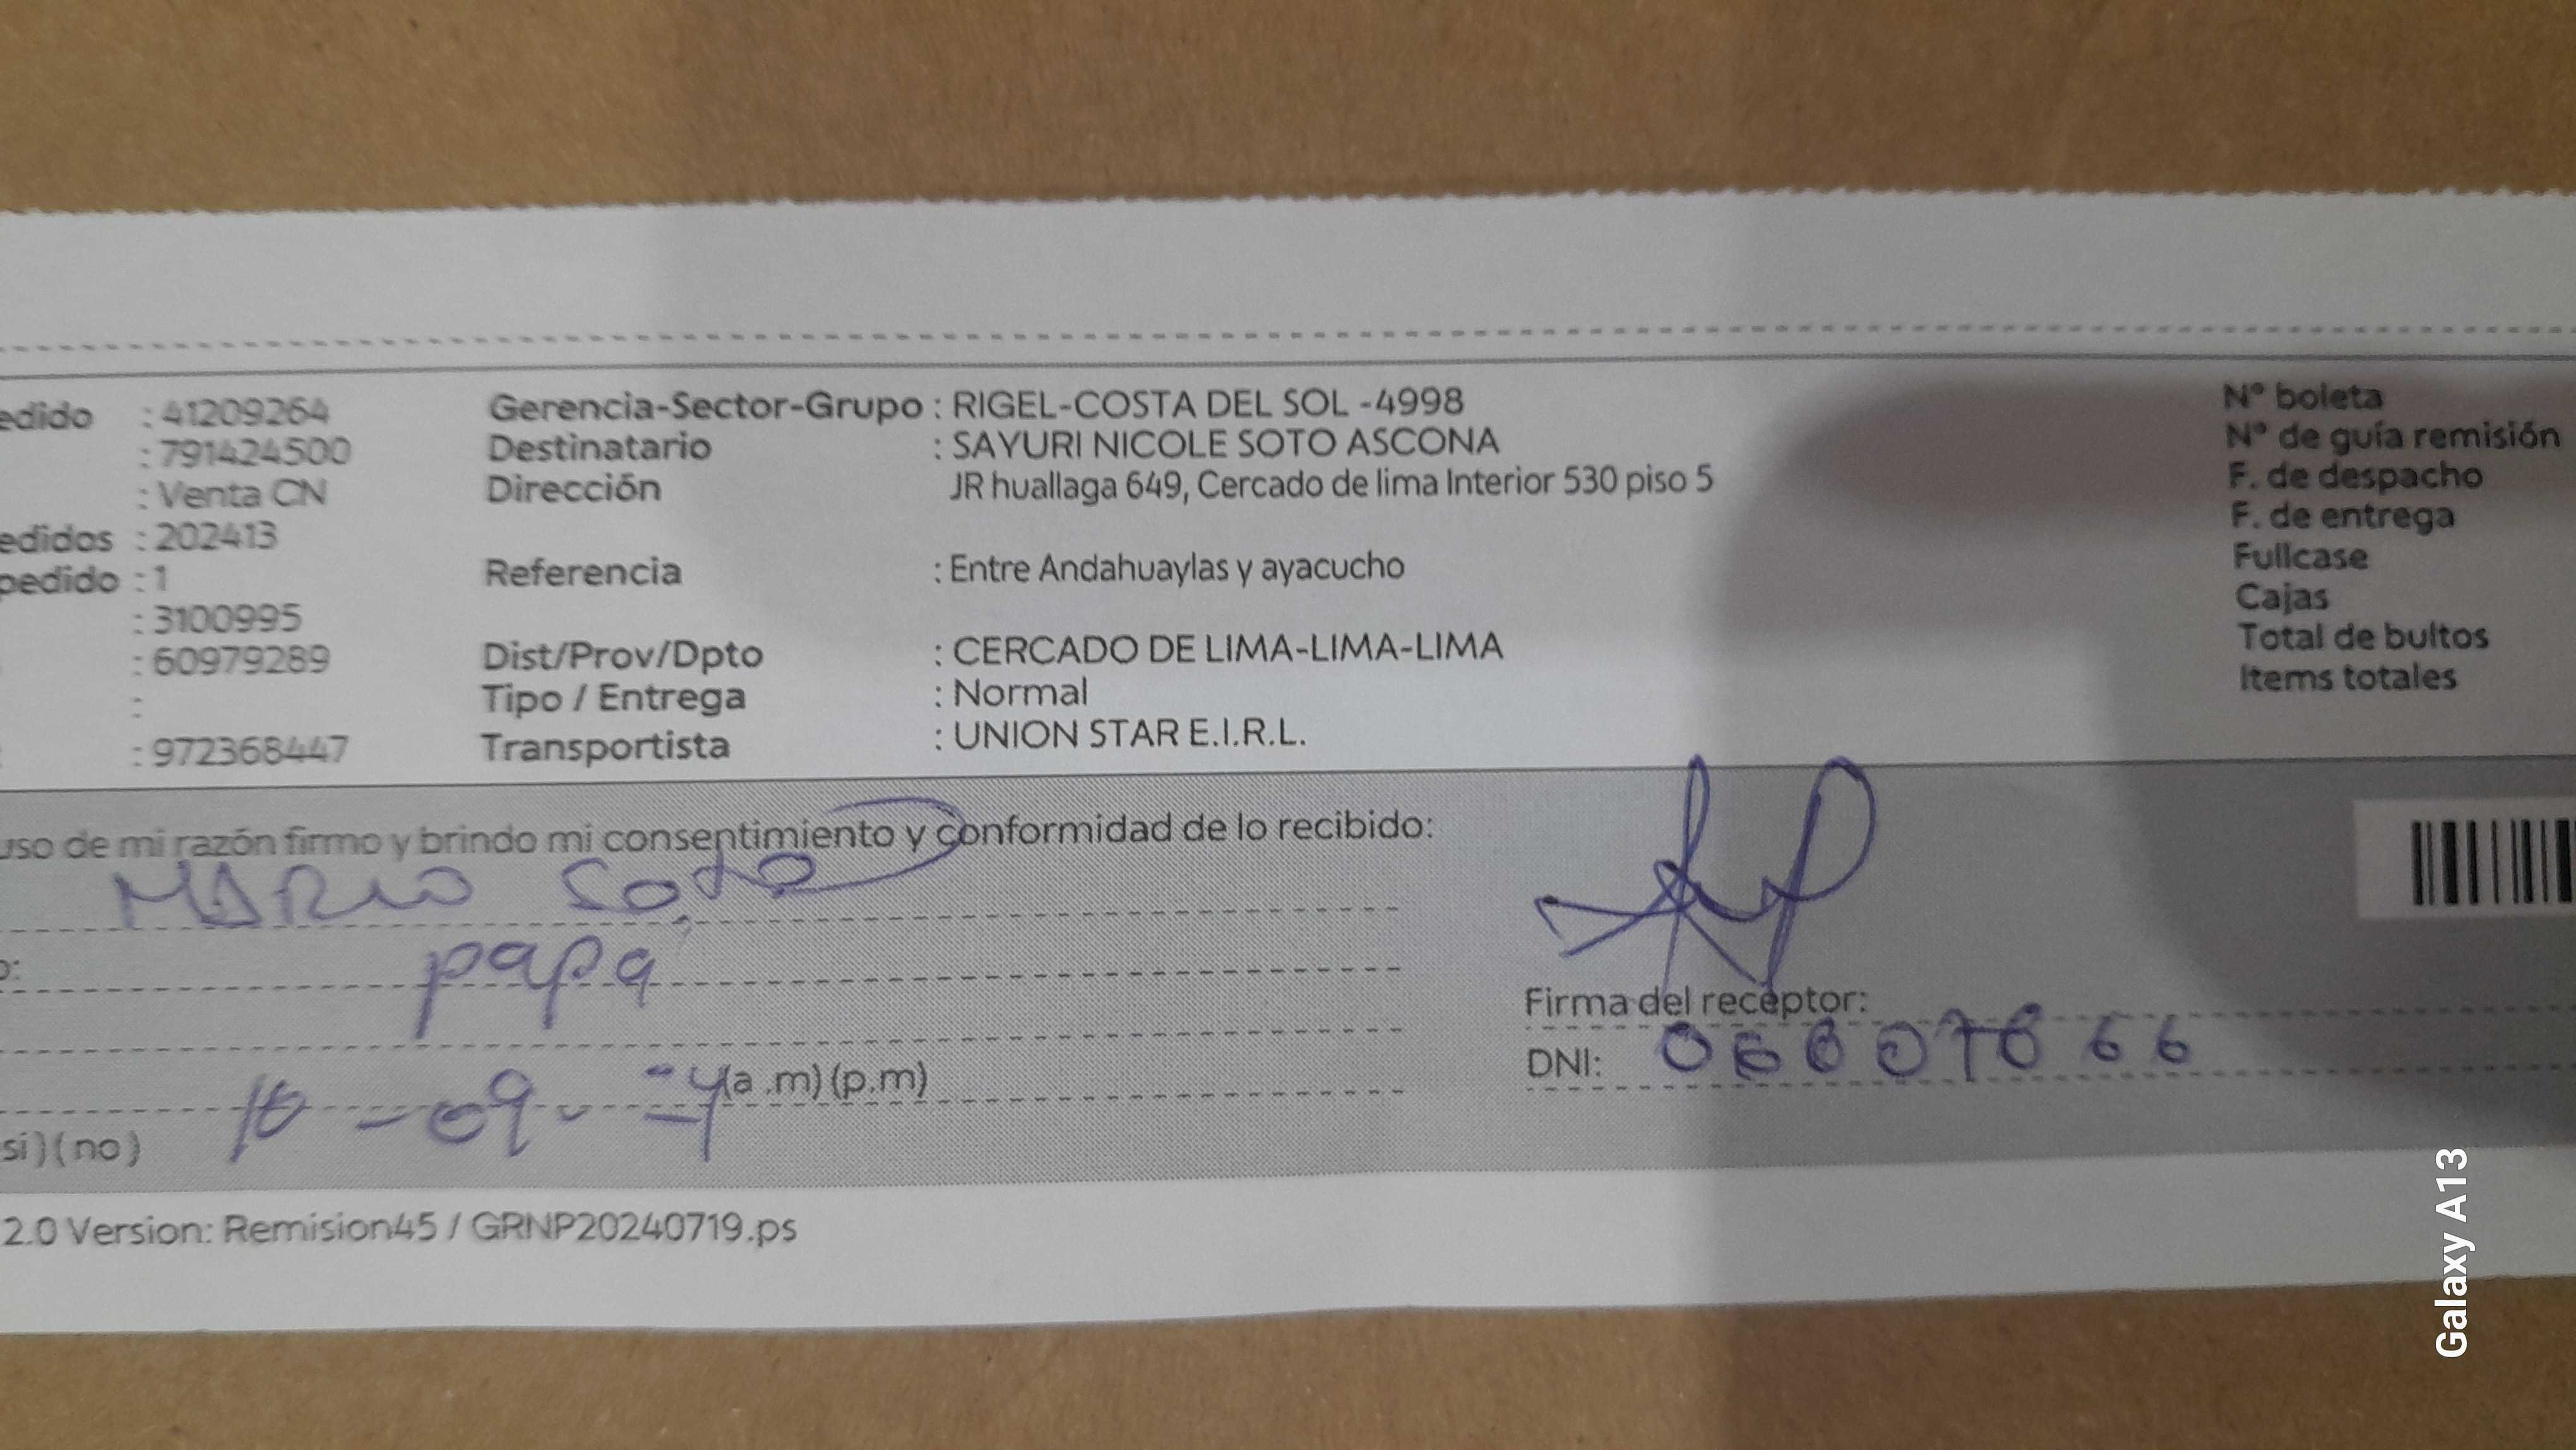 edido : 41209264
: 791424500
: Venta CN
edidos : 202413
pedido : 1
: 3100995
: 60979289
:
: 972368447
Gerencia-Sector-Grupo : RIGEL-COSTA DEL SOL -4998
Destinatario : SAYURI NICOLE SOTO ASCONA
Dirección JR huallaga 649, Cercado de lima Interior 530 piso 5
Referencia : Entre Andahuaylas y ayacucho
Dist/Prov/Dpto : CERCADO DE LIMA-LIMA-LIMA
Tipo / Entrega : Normal
Transportista : UNION STAR E.I.R.L.
N° boleta
N° de guía remisión
F. de despacho
F. de entrega
Fullcase
Cajas
Total de bultos
Items totales
uso de mi razón firmo y brindo mi consentimiento y conformidad de lo recibido:
MARIO Soto
o: papa
(a .m) (p.m)
si) ( no ) 10 - 09 -
Firma del receptor:
DNI:
2.0 Version: Remision45 / GRNP20240719.ps
Galaxy A13